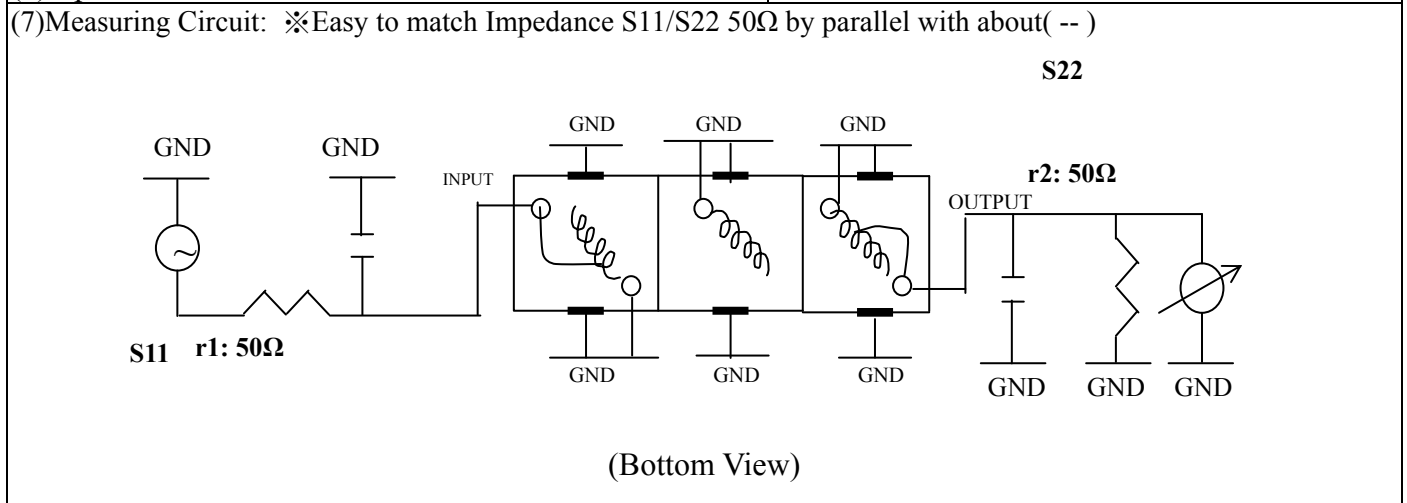 (7)Measuring Circuit: ※Easy to match Impedance S11/S22 50Ω by parallel with about( -- )
S22
GND
GND
GND
GND
GND
INPUT
r2: 50Ω
OUTPUT
S11
r1: 50Ω
GND
GND
GND
GND
GND
GND
(Bottom View)